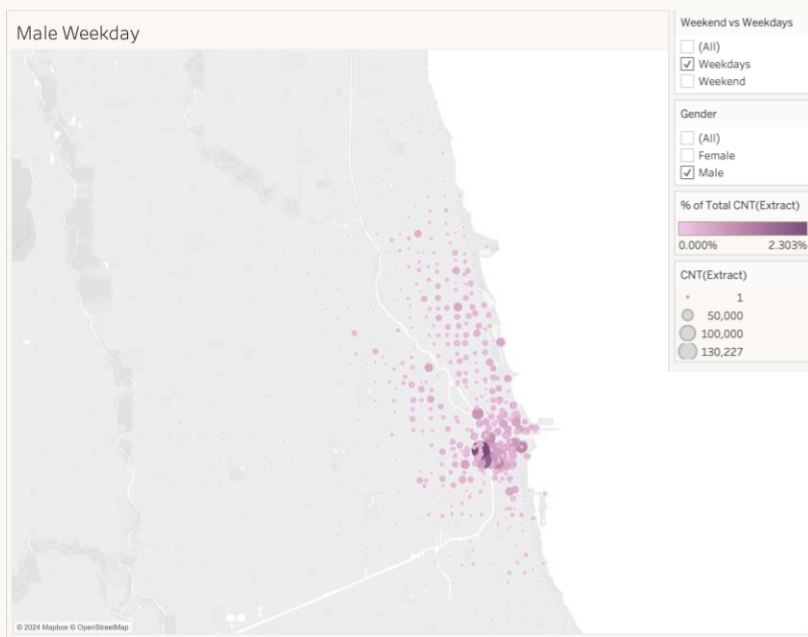 Male Weekday
Weekend vs Weekdays
(All)
Weekdays
Weekend
Gender
(All)
Female
Male
% of Total CNT(Extract)
0.000% 2.303%
CNT(Extract)
1
50,000
100,000
130,227
© 2024 Mapbox © OpenStreetMap